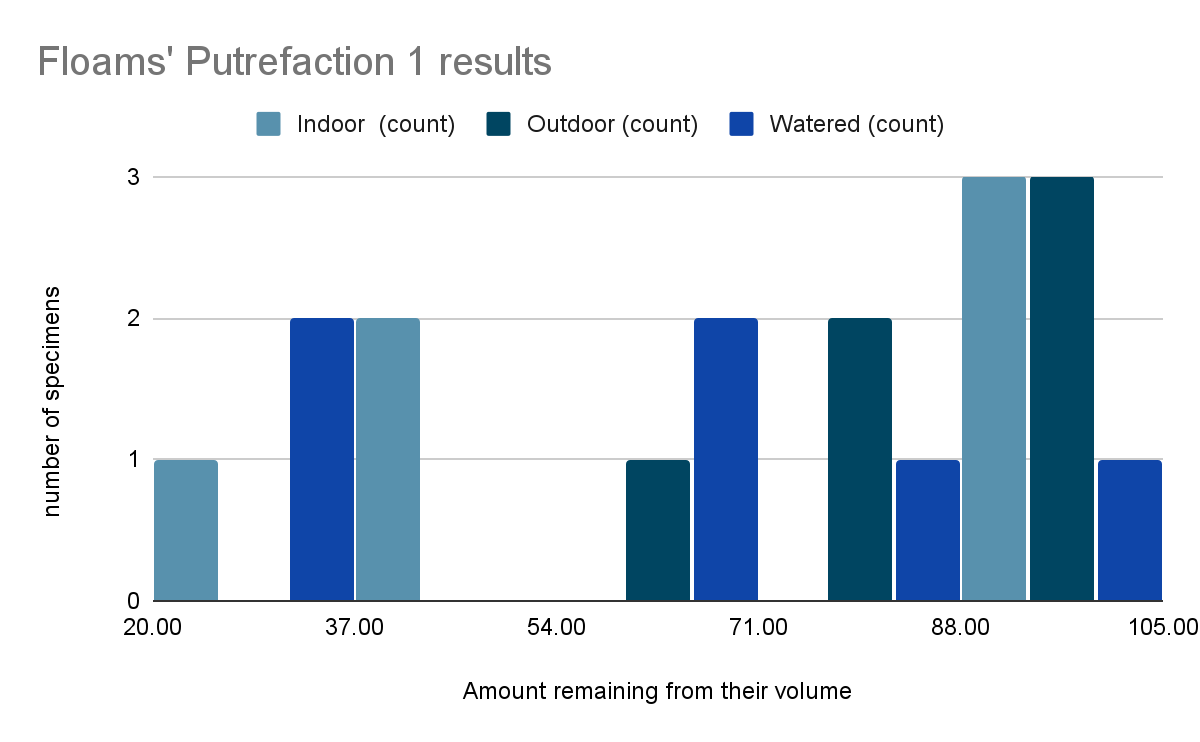 Floams' Putrefaction 1 results
Indoor  (count) Outdoor (count) Watered (count)
3
2
1
0
number of specimens
20.00 37.00 54.00 71.00 88.00 105.00
Amount remaining from their volume